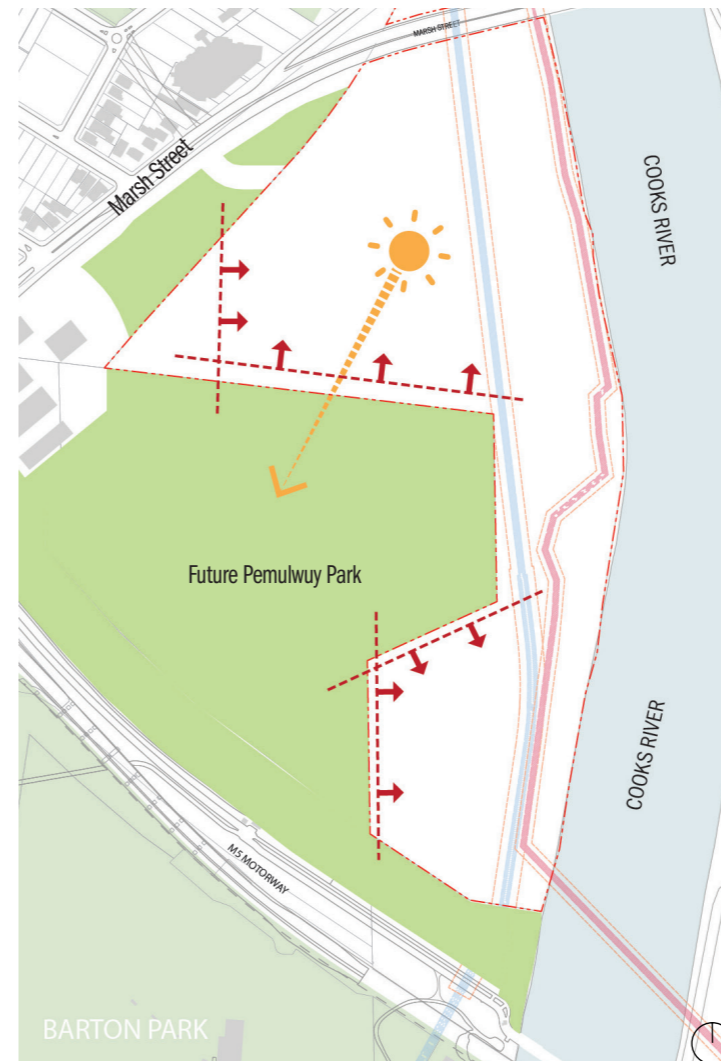 MARSH STREET
Marsh Street
COOKS RIVER
Future Pemulwuy Park
COOKS RIVER
M5 MOTORWAY
BARTON PARK